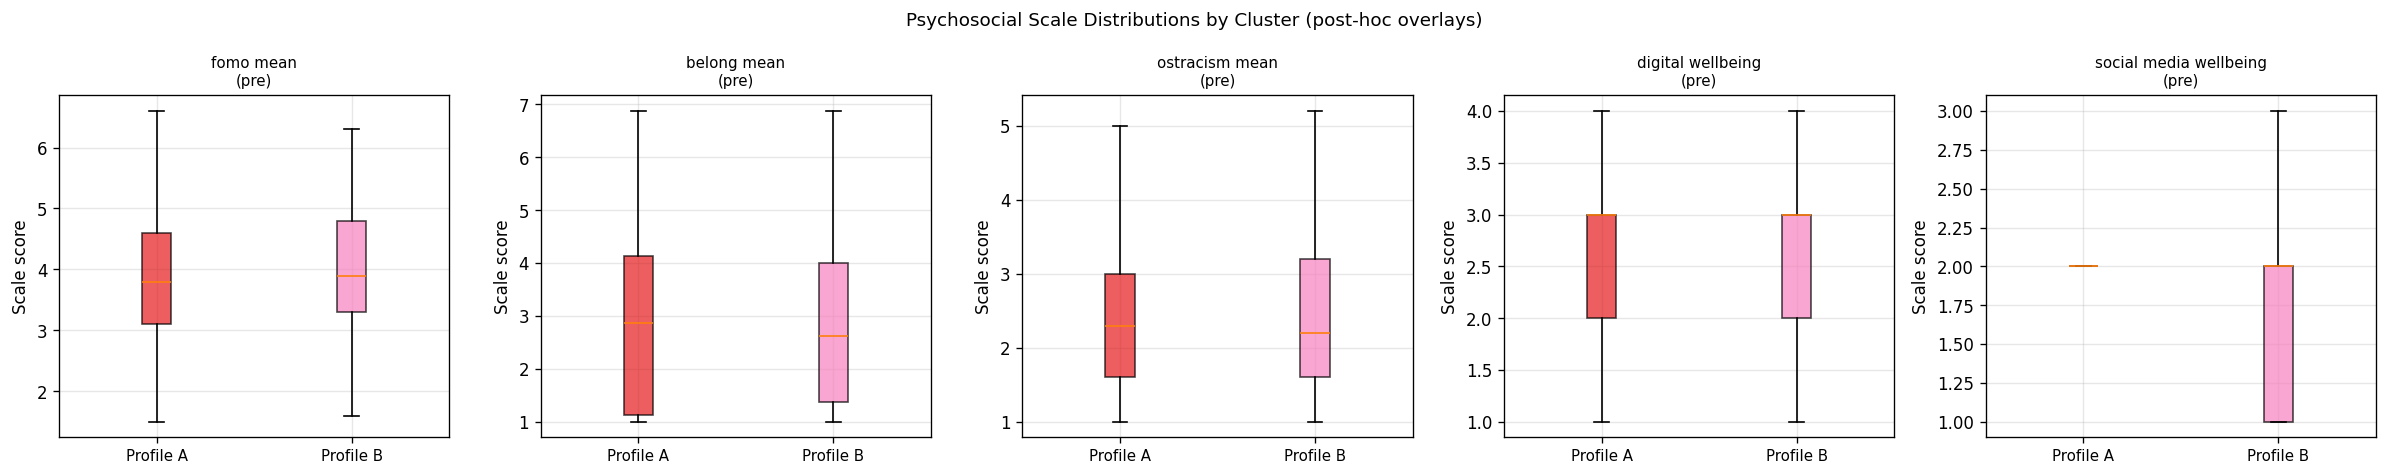 Psychosocial Scale Distributions by Cluster (post-hoc overlays)
fomo mean
(pre)
Scale score
6
5
4
3
2
Profile A
Profile B
belong mean
(pre)
Scale score
7
6
5
4
3
2
1
Profile A
Profile B
ostracism mean
(pre)
Scale score
5
4
3
2
1
Profile A
Profile B
digital wellbeing
(pre)
Scale score
4.0
3.5
3.0
2.5
2.0
1.5
1.0
Profile A
Profile B
social media wellbeing
(pre)
Scale score
3.00
2.75
2.50
2.25
2.00
1.75
1.50
1.25
1.00
Profile A
Profile B